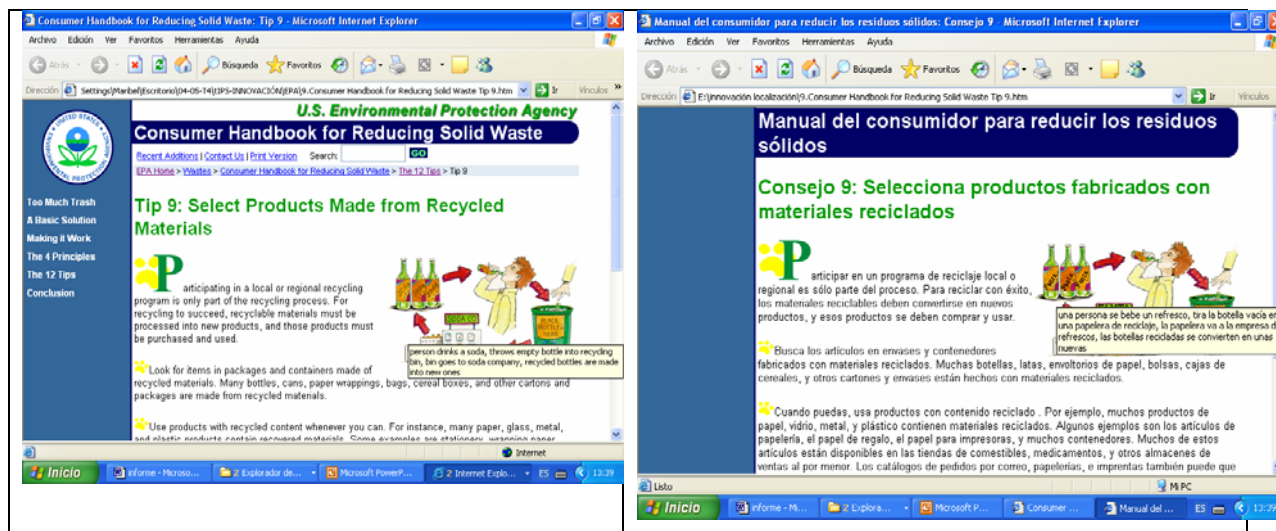 Consumer Handbook for Reducing Solid Waste: Tip 9 - Microsoft Internet Explorer
Archivo Edición Ver Favoritos Herramientas Ayuda
Atrás Búsqueda Favoritos
Dirección Settings\Maribel\Escritorio\04-05-T4\EIPS-INNOVACIÓN\EPA\9.Consumer Handbook for Reducing Solid Waste Tip 9.htm Ir Vínculos »
U.S. Environmental Protection Agency
Consumer Handbook for Reducing Solid Waste
Recent Additions | Contact Us | Print Version Search: GO
EPA Home > Wastes > Consumer Handbook for Reducing Solid Waste > The 12 Tips > Tip 9
Too Much Trash
A Basic Solution
Making it Work
The 4 Principles
The 12 Tips
Conclusion
Tip 9: Select Products Made from Recycled
Materials
Participating in a local or regional recycling
program is only part of the recycling process. For
recycling to succeed, recyclable materials must be
processed into new products, and those products must
be purchased and used.
person drinks a soda, throws empty bottle into recycling
bin, bin goes to soda company, recycled bottles are made
into new ones
Look for items in packages and containers made of
recycled materials. Many bottles, cans, paper wrappings, bags, cereal boxes, and other cartons and
packages are made from recycled materials.
Use products with recycled content whenever you can. For instance, many paper, glass, metal,
and plastic products contain recovered materials. Some examples are stationery, wrapping paper,
Internet
Inicio informe - Microso... 2 Explorador de... Microsoft PowerP... 2 Internet Explo... ES 13:39
Manual del consumidor para reducir los residuos sólidos: Consejo 9 - Microsoft Internet Explorer
Archivo Edición Ver Favoritos Herramientas Ayuda
Atrás Búsqueda Favoritos
Dirección E:\innovación localización\9.Consumer Handbook for Reducing Solid Waste Tip 9.htm Ir Vínculos
Manual del consumidor para reducir los residuos
sólidos
Consejo 9: Selecciona productos fabricados con
materiales reciclados
Participar en un programa de reciclaje local o
regional es sólo parte del proceso. Para reciclar con éxito,
los materiales reciclables deben convertirse en nuevos
productos, y esos productos se deben comprar y usar.
una persona se bebe un refresco, tira la botella vacía en
una papelera de reciclaje, la papelera va a la empresa d
refrescos, las botellas recicladas se convierten en unas
nuevas
Busca los artículos en envases y contenedores
fabricados con materiales reciclados. Muchas botellas, latas, envoltorios de papel, bolsas, cajas de
cereales, y otros cartones y envases están hechos con materiales reciclados.
Cuando puedas, usa productos con contenido reciclado . Por ejemplo, muchos productos de
papel, vidrio, metal, y plástico contienen materiales reciclados. Algunos ejemplos son los artículos de
papelería, el papel de regalo, el papel para impresoras, y muchos contenedores. Muchos de estos
artículos están disponibles en las tiendas de comestibles, medicamentos, y otros almacenes de
ventas al por menor. Los catálogos de pedidos por correo, papelerías, e imprentas también puede que
Listo Mi PC
Inicio informe - M... 2 Explora... Microsoft P... Consumer ... Manual del ... ES 13:39